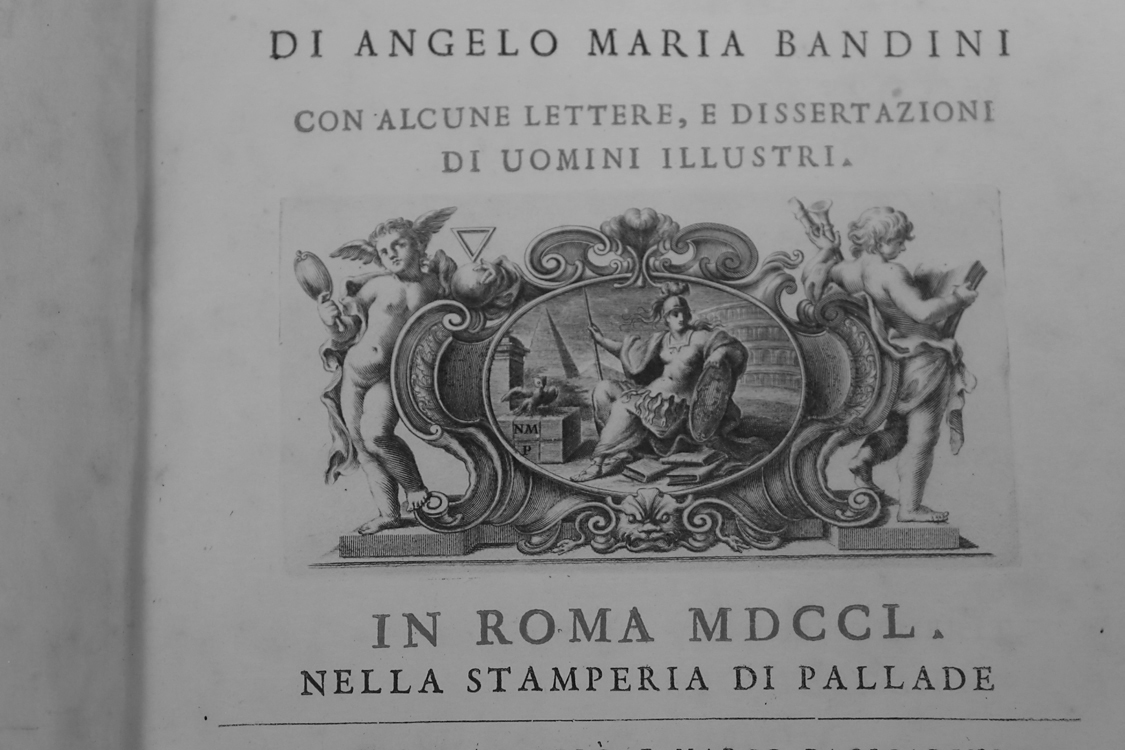 DI ANGELO MARIA BANDINI
CON ALCUNE LETTERE, E DISSERTAZIONI
DI UOMINI ILLUSTRI.
NM
P
IN ROMA MDCCL.
NELLA STAMPERIA DI PALLADE